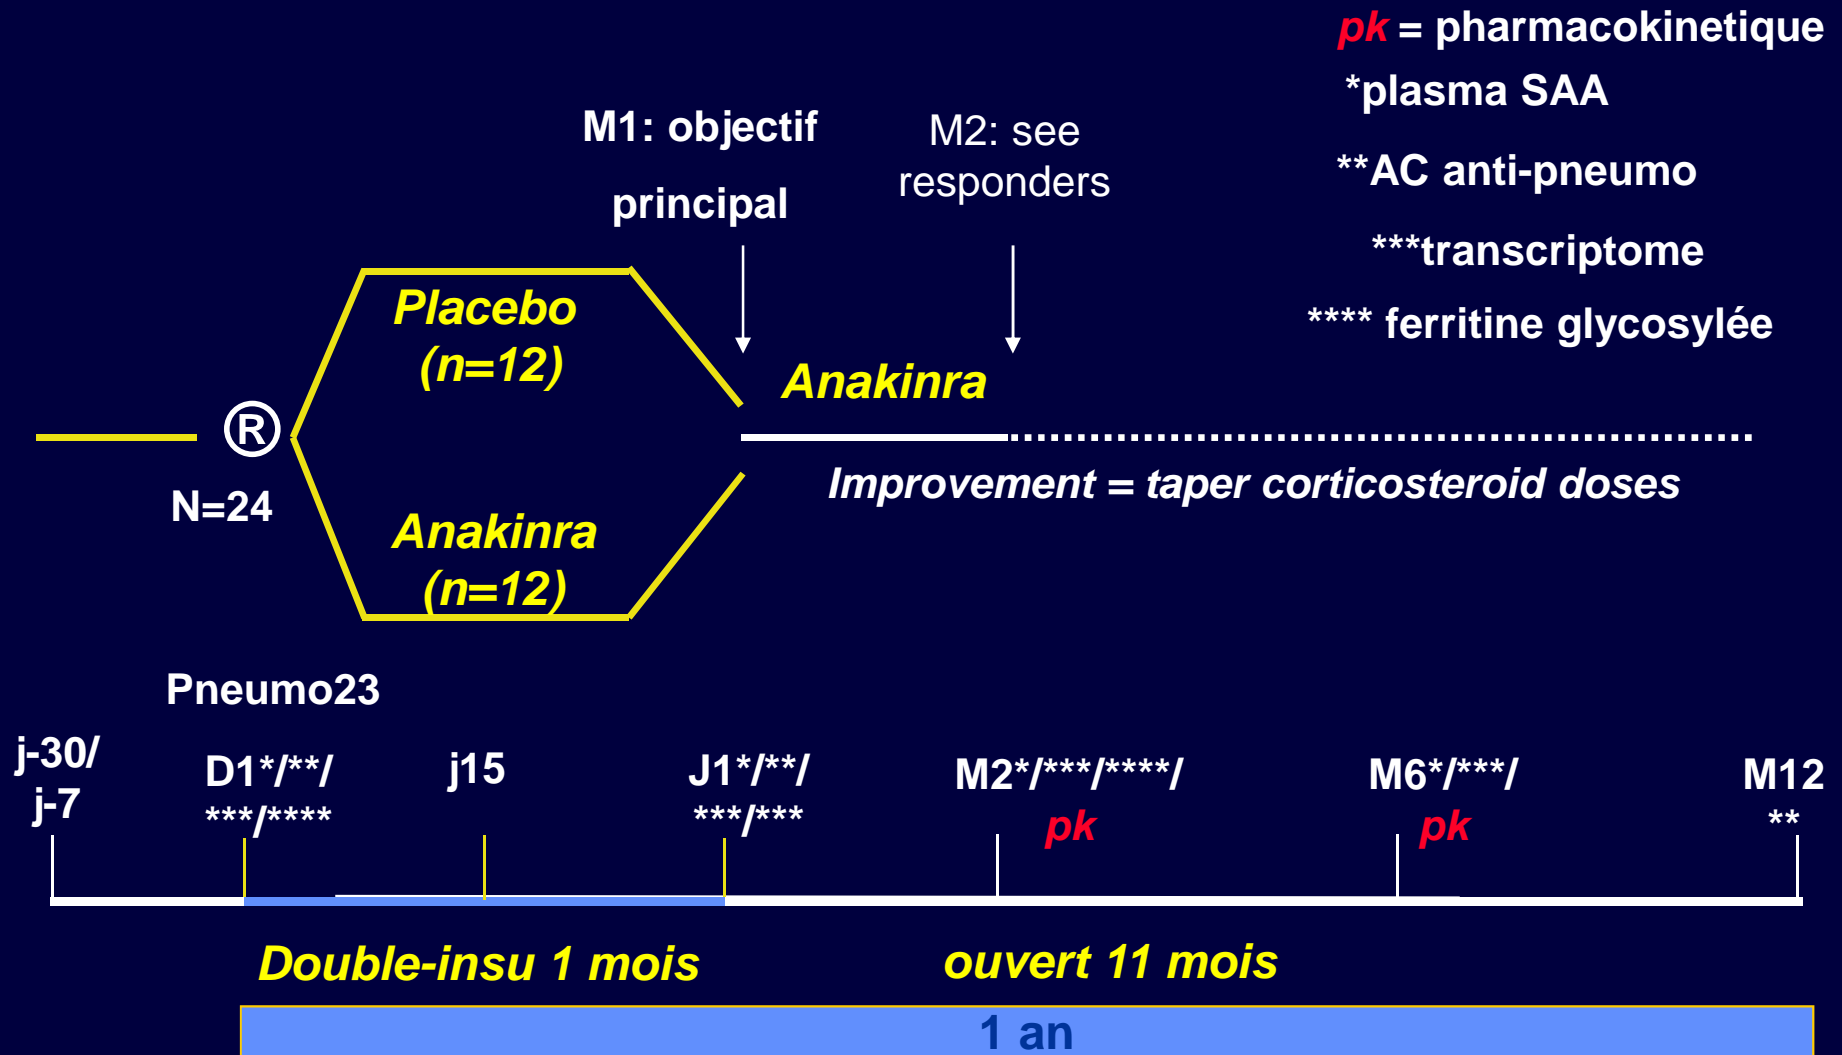 pk = pharmacokinetique
*plasma SAA
**AC anti-pneumo
***transcriptome
**** ferritine glycosylée
M1: objectif
principal
M2: see
responders
Placebo
(n=12)
Anakinra
®
N=24
Improvement = taper corticosteroid doses
Anakinra
(n=12)
Pneumo23
j-30/
j-7
D1*/**/
***/****
j15
J1*/**/
***/***
M2*/***/****/
pk
M6*/***/
pk
M12
**
Double-insu 1 mois
ouvert 11 mois
1 an